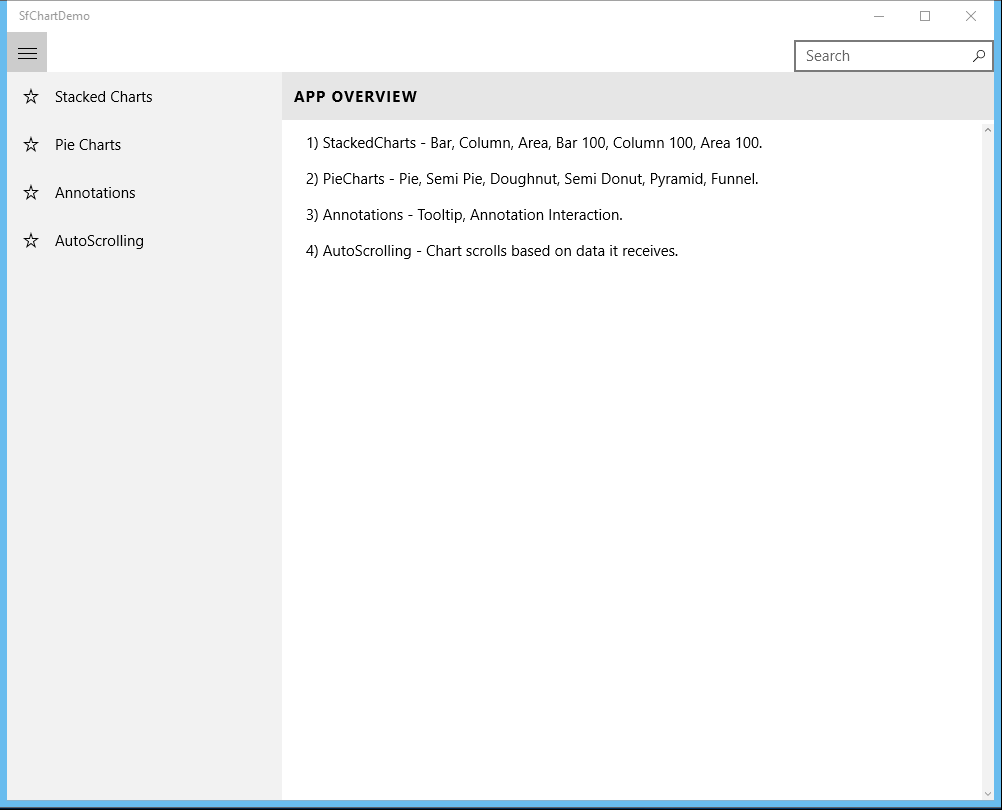 SfChartDemo
Search
Stacked Charts
Pie Charts
Annotations
AutoScrolling
APP OVERVIEW
1) StackedCharts - Bar, Column, Area, Bar 100, Column 100, Area 100.
2) PieCharts - Pie, Semi Pie, Doughnut, Semi Donut, Pyramid, Funnel.
3) Annotations - Tooltip, Annotation Interaction.
4) AutoScrolling - Chart scrolls based on data it receives.